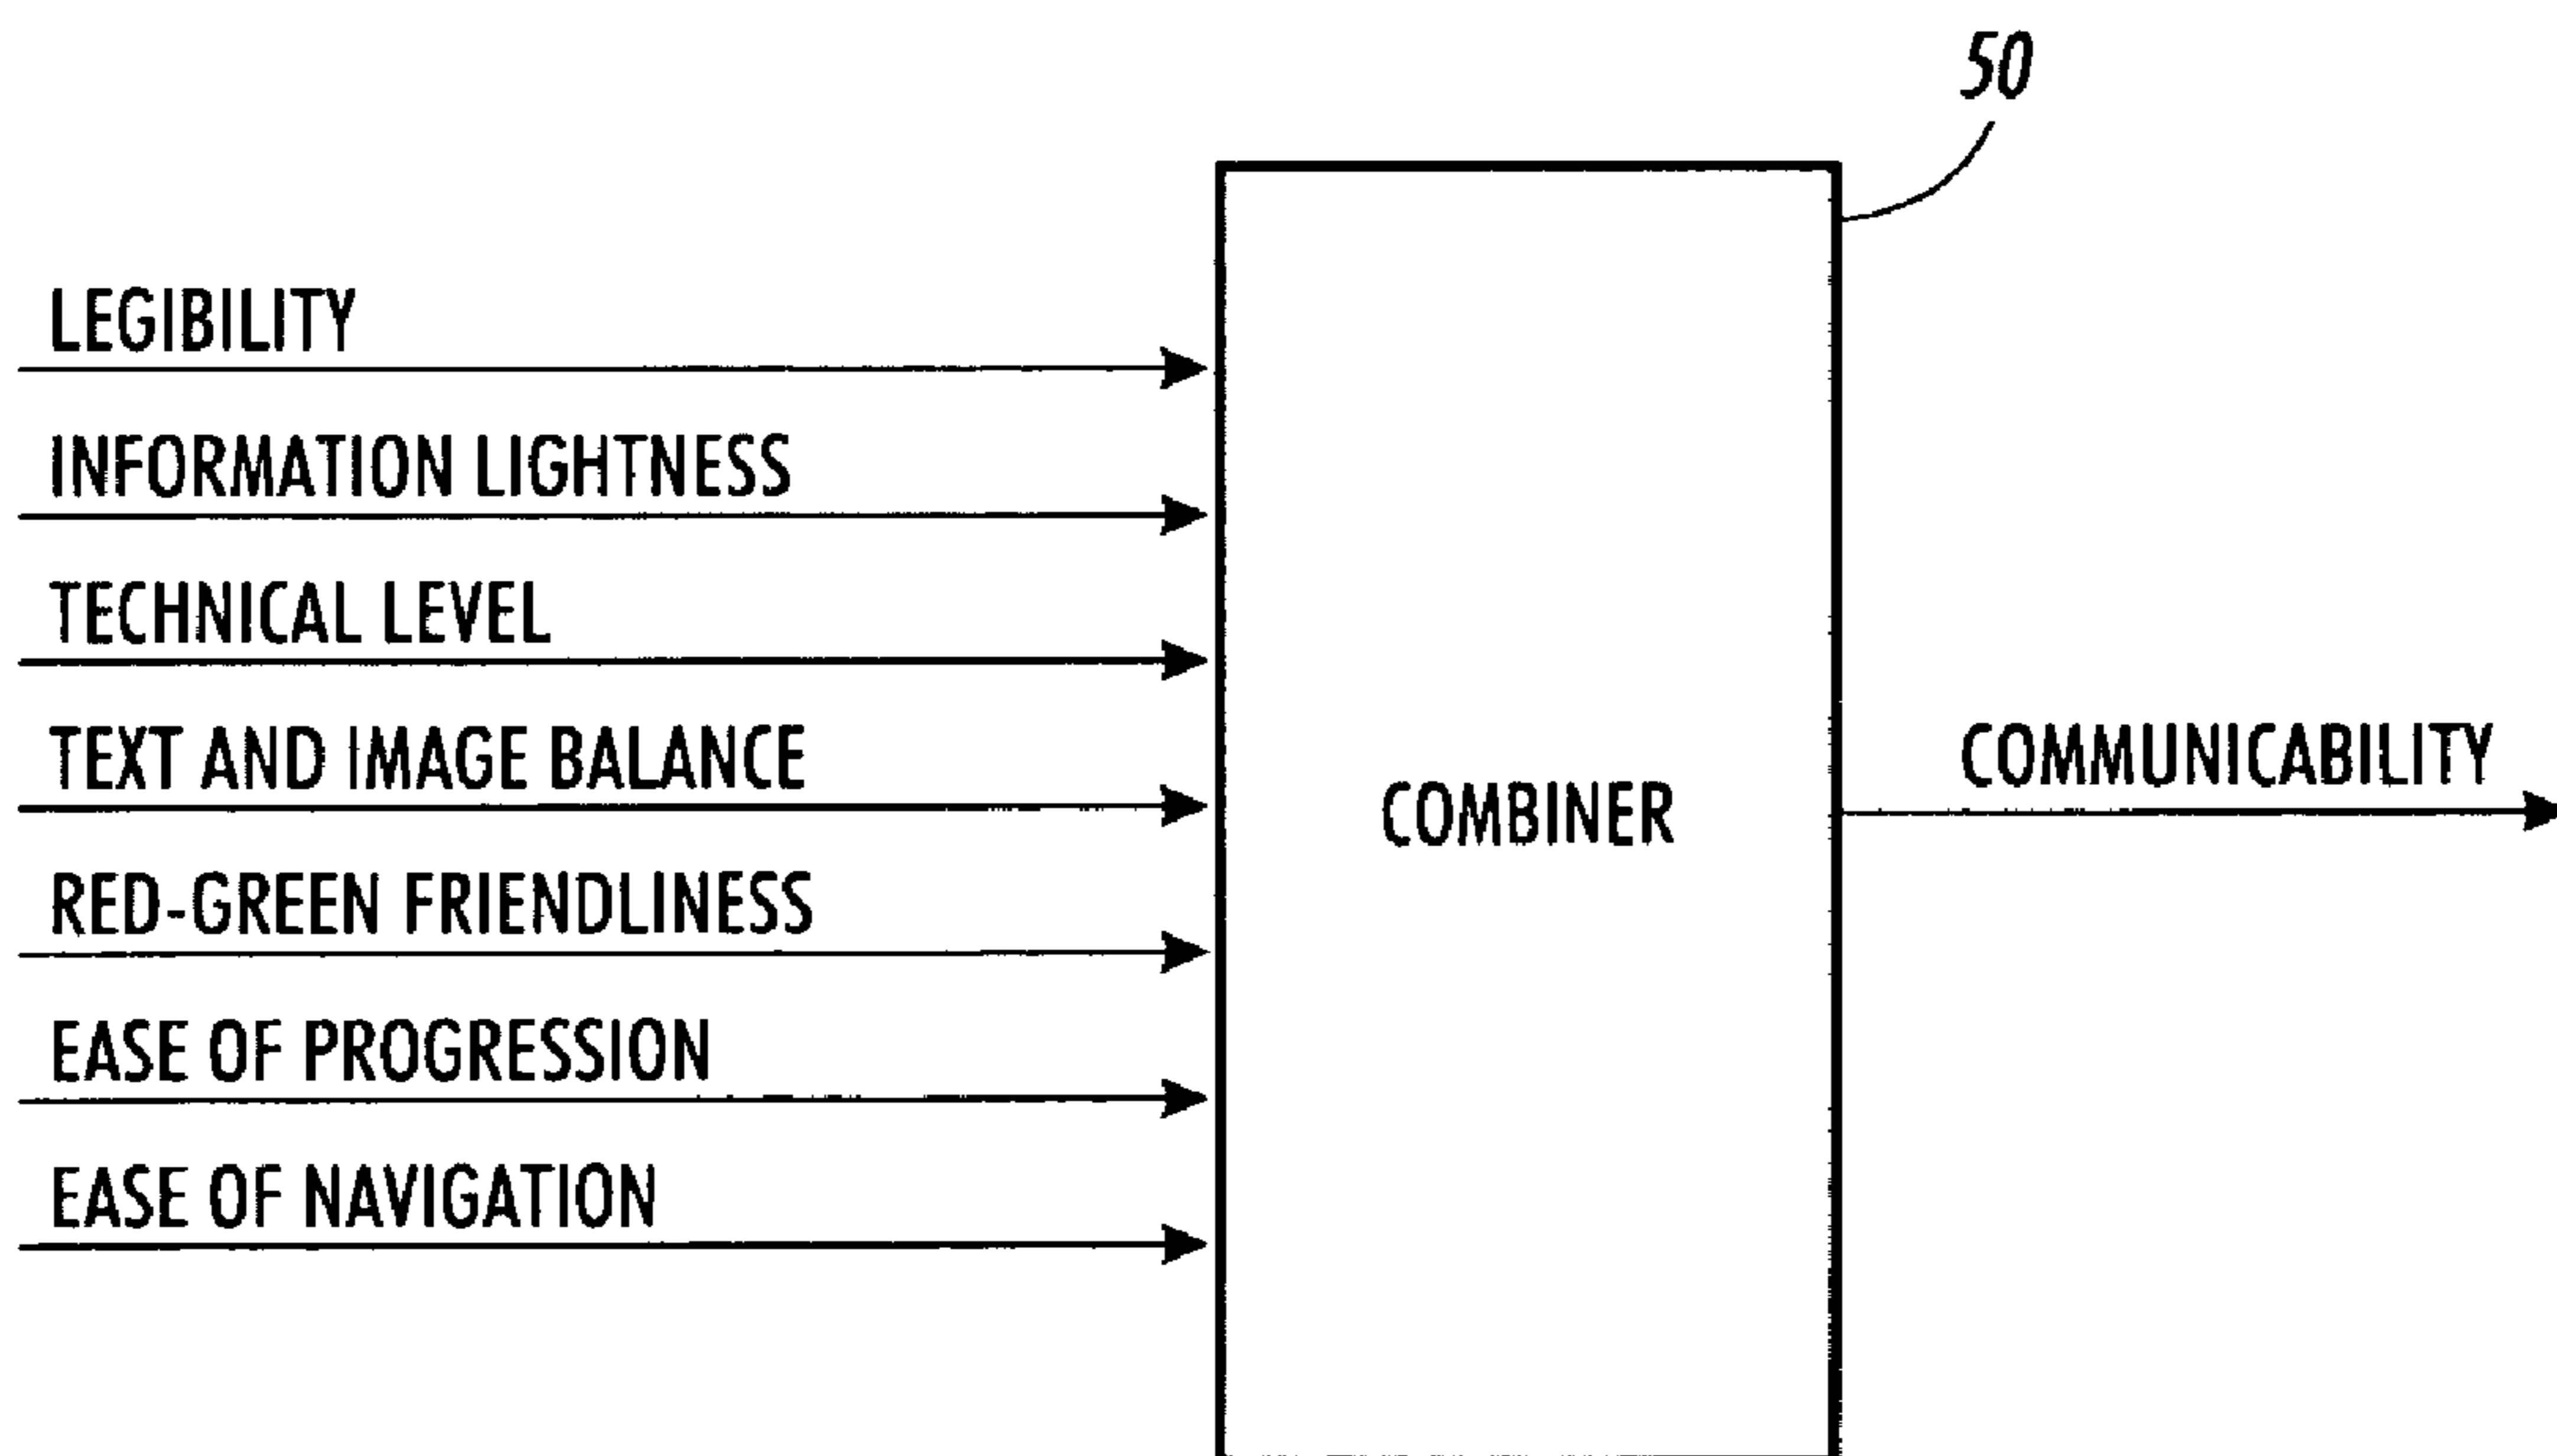 50
LEGIBILITY
INFORMATION LIGHTNESS
TECHNICAL LEVEL
TEXT AND IMAGE BALANCE
COMMUNICABILITY
COMBINER
RED-GREEN FRIENDLINESS
EASE OF PROGRESSION
EASE OF NAVIGATION